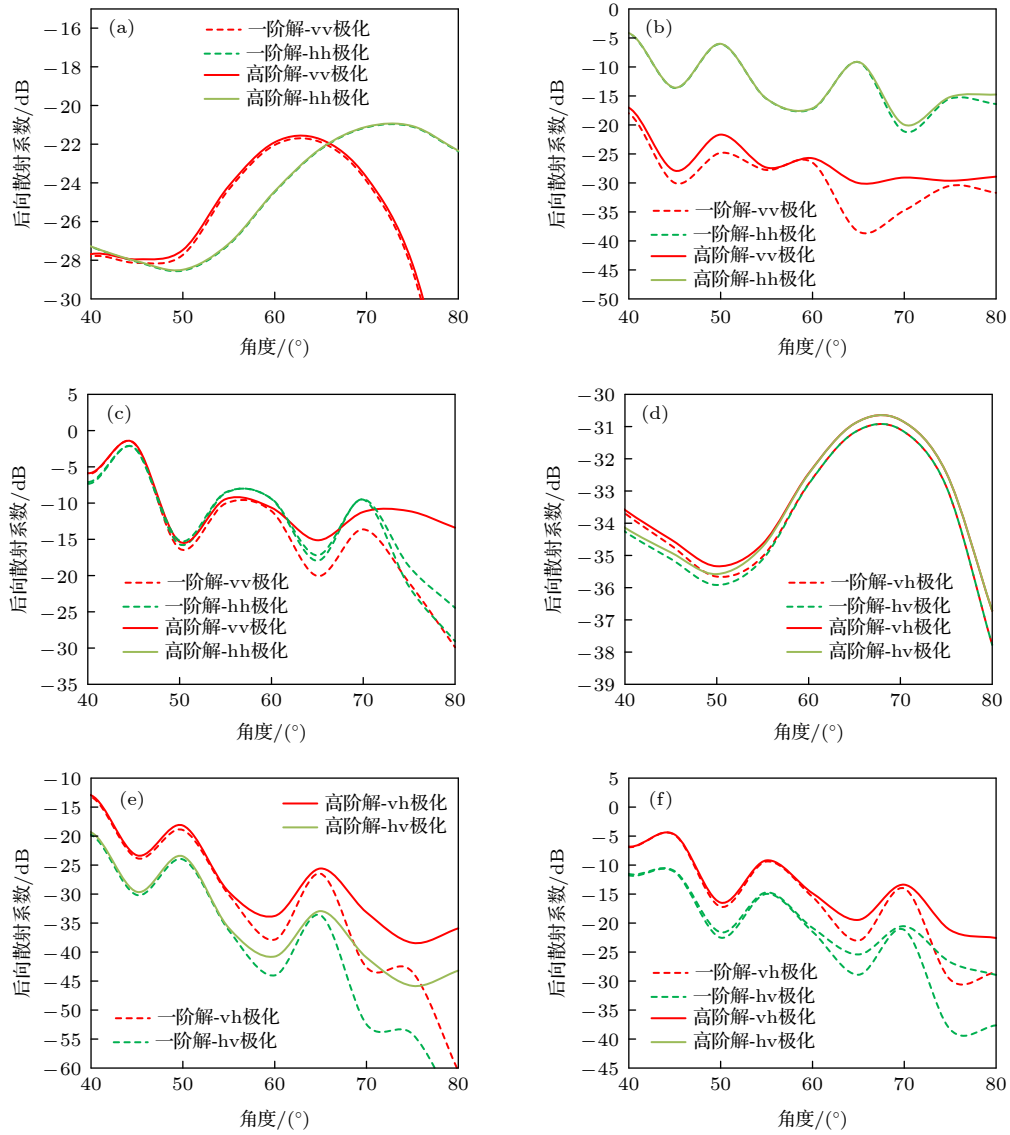 (a)
一阶解-vv极化
一阶解-hh极化
高阶解-vv极化
高阶解-hh极化
−15
−16
−18
−20
−22
−24
−26
−28
−30
后向散射系数/dB
40 50 60 70 80
角度/(°)
(b)
0
−5
−10
−15
−20
−25
−30
−35
−40
−45
−50
后向散射系数/dB
一阶解-vv极化
一阶解-hh极化
高阶解-vv极化
高阶解-hh极化
40 50 60 70 80
角度/(°)
(c)
5
0
−5
−10
−15
−20
−25
−30
−35
后向散射系数/dB
一阶解-vv极化
一阶解-hh极化
高阶解-vv极化
高阶解-hh极化
40 50 60 70 80
角度/(°)
(d)
−30
−31
−33
−34
−35
−36
−37
−38
−39
后向散射系数/dB
一阶解-vh极化
一阶解-hv极化
高阶解-vh极化
高阶解-hv极化
40 50 60 70 80
角度/(°)
(e)
高阶解-vh极化
高阶解-hv极化
−10
−15
−20
−25
−30
−35
−40
−45
−50
−55
−60
后向散射系数/dB
一阶解-vh极化
一阶解-hv极化
40 50 60 70 80
角度/(°)
(f)
5
0
−5
−10
−15
−20
−25
−30
−35
−40
−45
后向散射系数/dB
一阶解-vh极化
一阶解-hv极化
高阶解-vh极化
高阶解-hv极化
40 50 60 70 80
角度/(°)